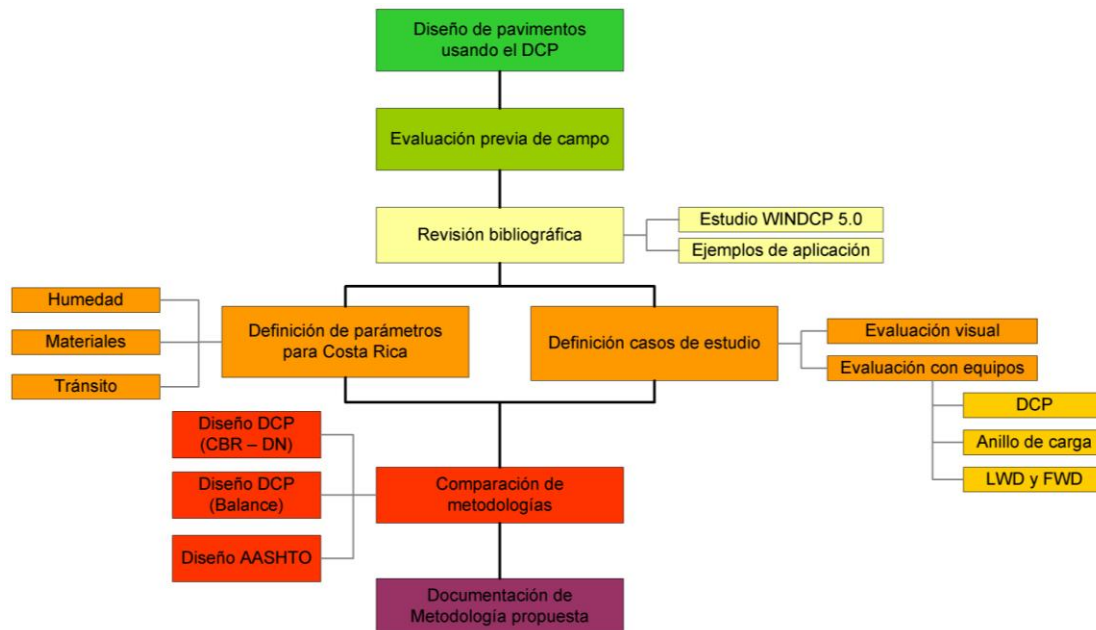 Diseño de pavimentos
usando el DCP
Evaluación previa de campo
Revisión bibliográfica
Estudio WINDCP 5.0
Ejemplos de aplicación
Humedad
Materiales
Tránsito
Definición de parámetros
para Costa Rica
Definición casos de estudio
Evaluación visual
Evaluación con equipos
DCP
Anillo de carga
LWD y FWD
Diseño DCP
(CBR – DN)
Diseño DCP
(Balance)
Diseño AASHTO
Comparación de
metodologías
Documentación de
Metodología propuesta